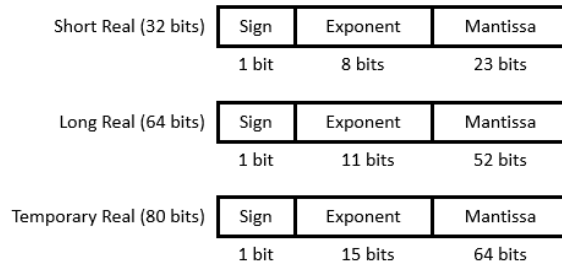 Short Real (32 bits) Sign Exponent Mantissa
1 bit 8 bits 23 bits
Long Real (64 bits) Sign Exponent Mantissa
1 bit 11 bits 52 bits
Temporary Real (80 bits) Sign Exponent Mantissa
1 bit 15 bits 64 bits